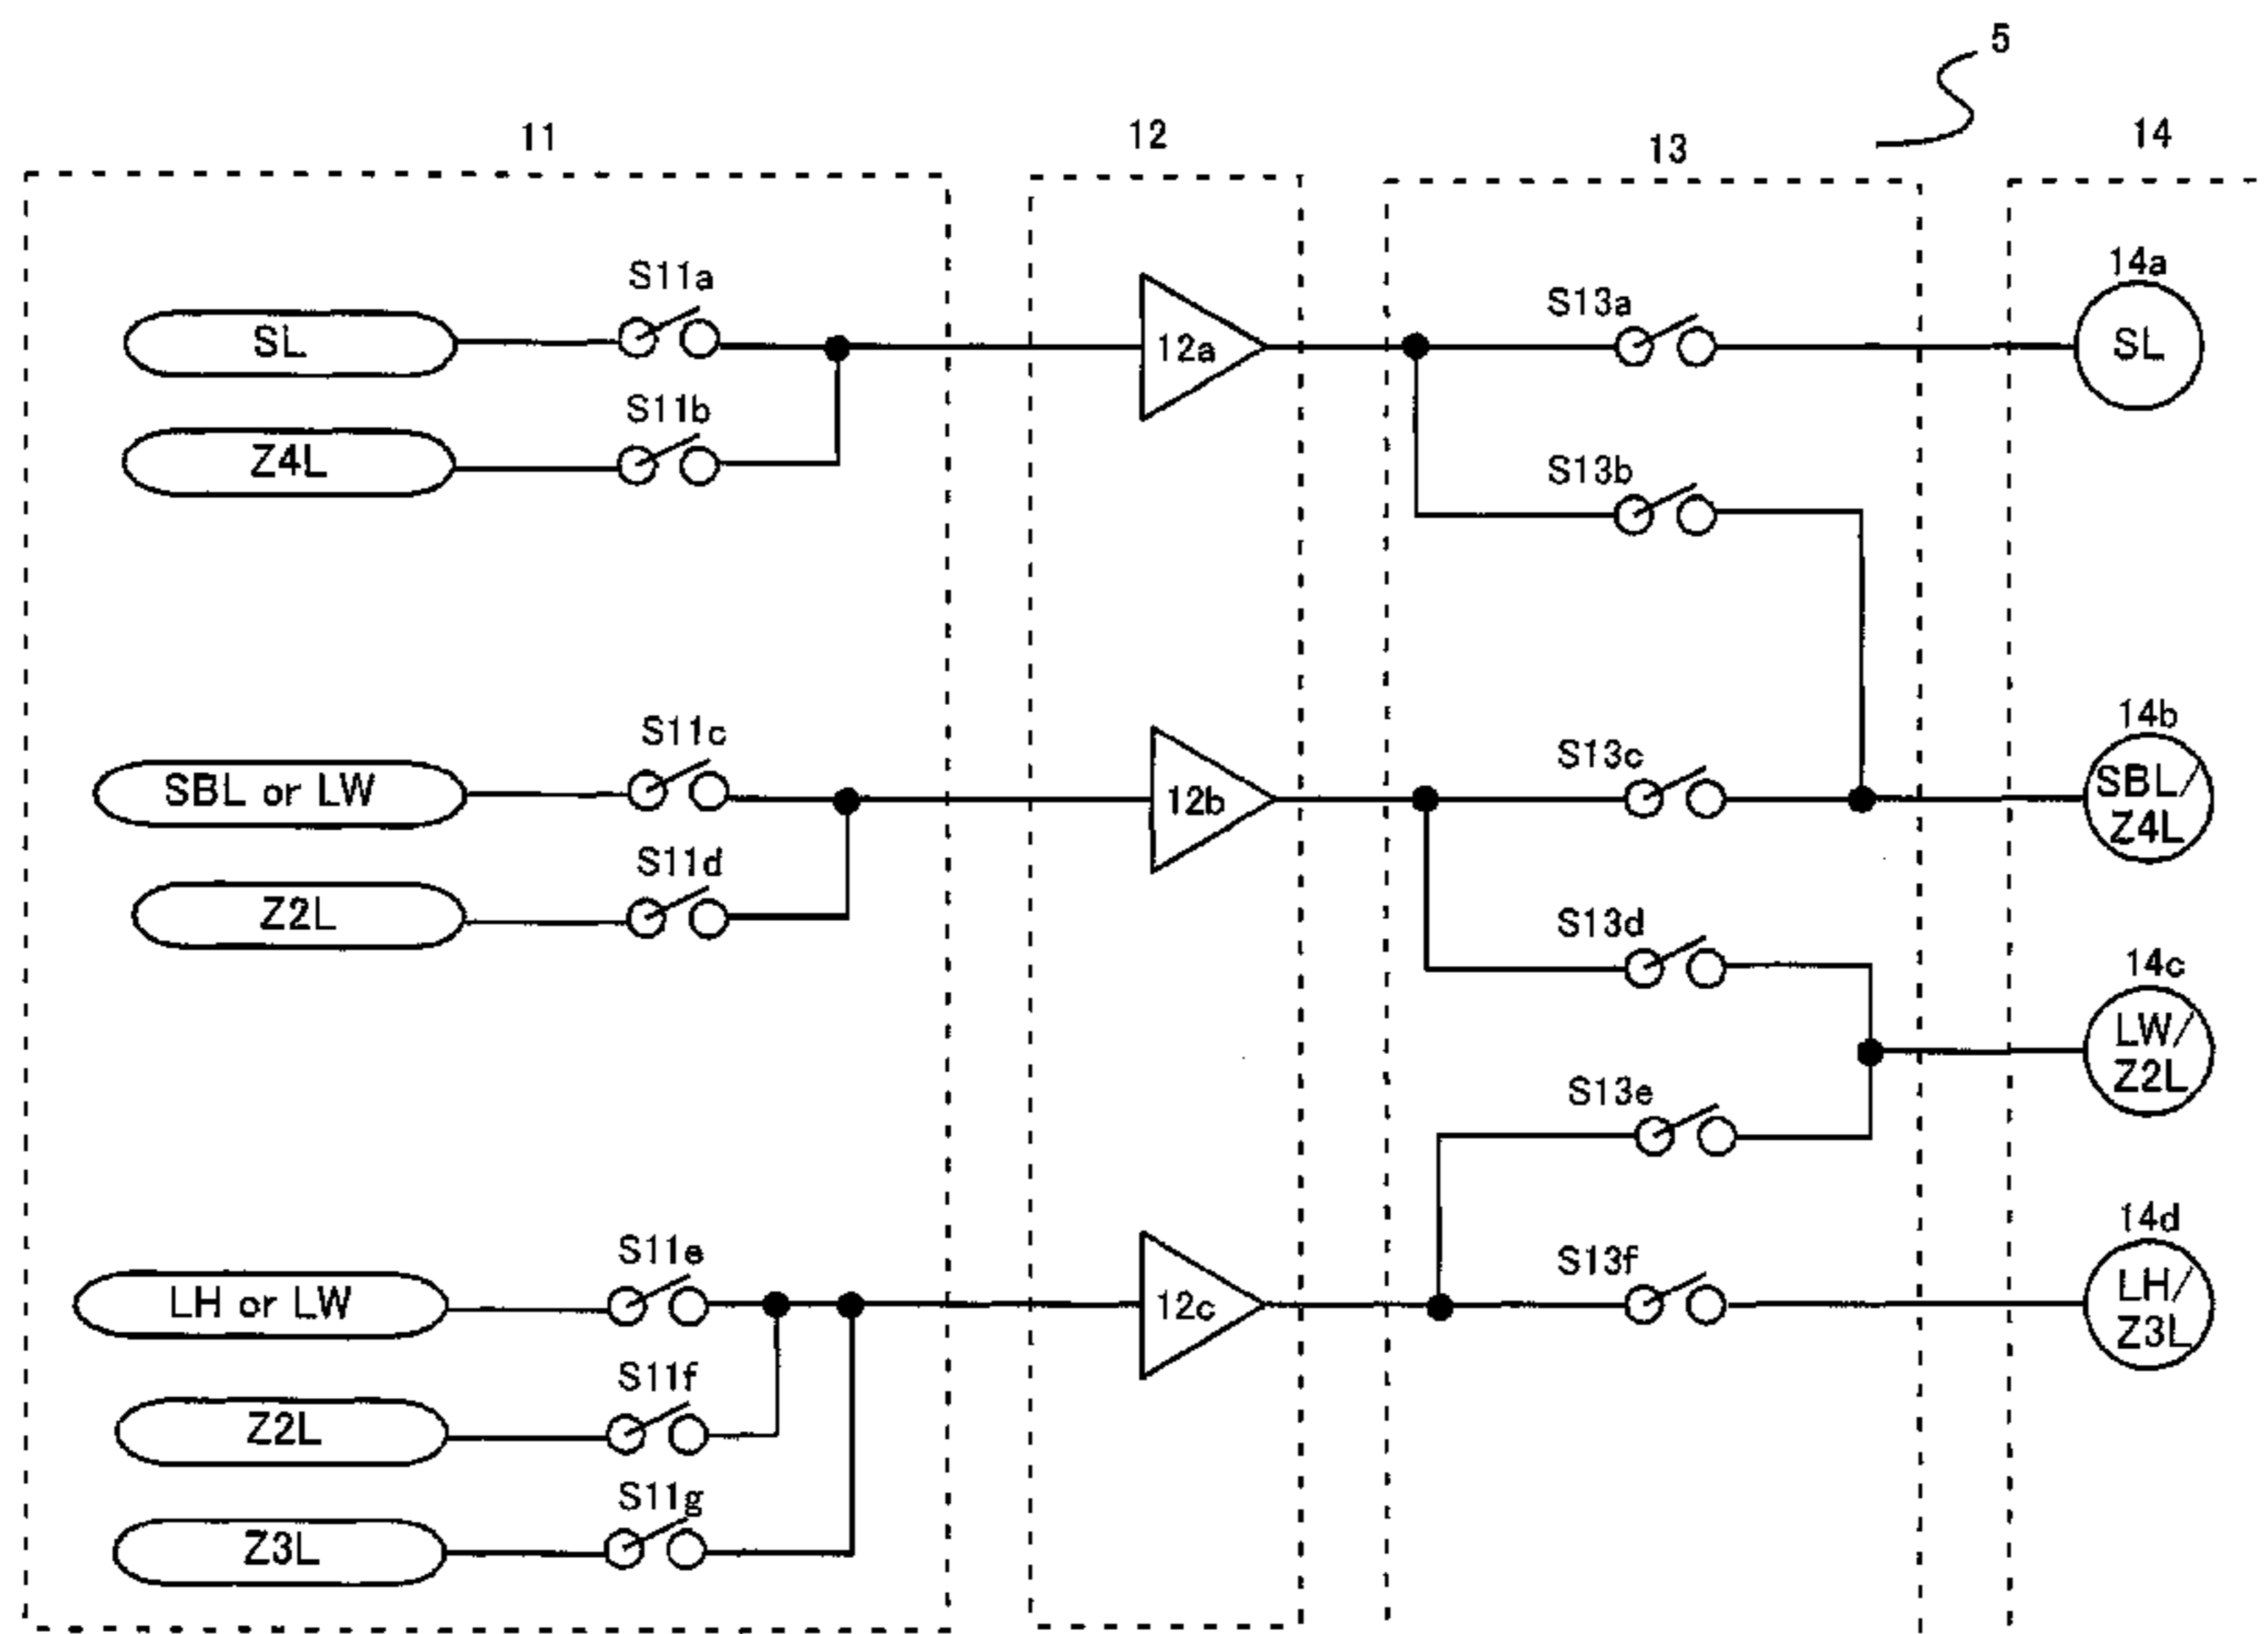 5
11
12
13
14
S11a
SL
S11b
Z4L
12a
S13a
S13b
14a
SL
S11c
SBL or LW
S11d
Z2L
12b
S13c
S13d
14b
SBL/
Z4L
14c
LW/
Z2L
S13e
S11e
LH or LW
S11f
Z2L
S11g
Z3L
12c
S13f
14d
LH/
Z3L